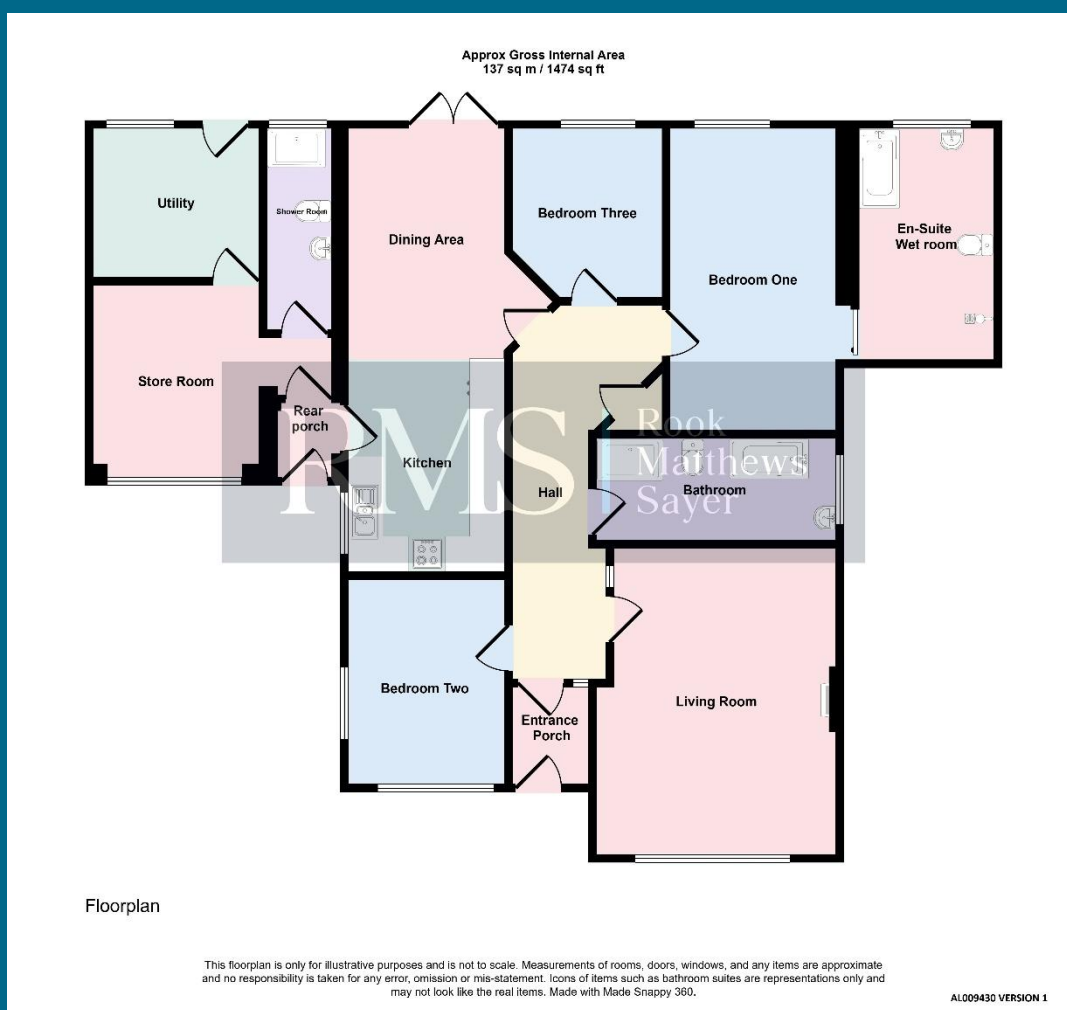 Approx Gross Internal Area
137 sq m / 1474 sq ft
Utility
Shower Room
Dining Area
Bedroom Three
Bedroom One
En-Suite
Wet room
Store Room
Rear
porch
Kitchen
Hall
RMS
Rook
Matthews
Sayer
Bathroom
Bedroom Two
Entrance
Porch
Living Room
Floorplan
This floorplan is only for illustrative purposes and is not to scale. Measurements of rooms, doors, windows, and any items are approximate
and no responsibility is taken for any error, omission or mis-statement. Icons of items such as bathroom suites are representations only and
may not look like the real items. Made with Made Snappy 360.
AL009430 VERSION 1